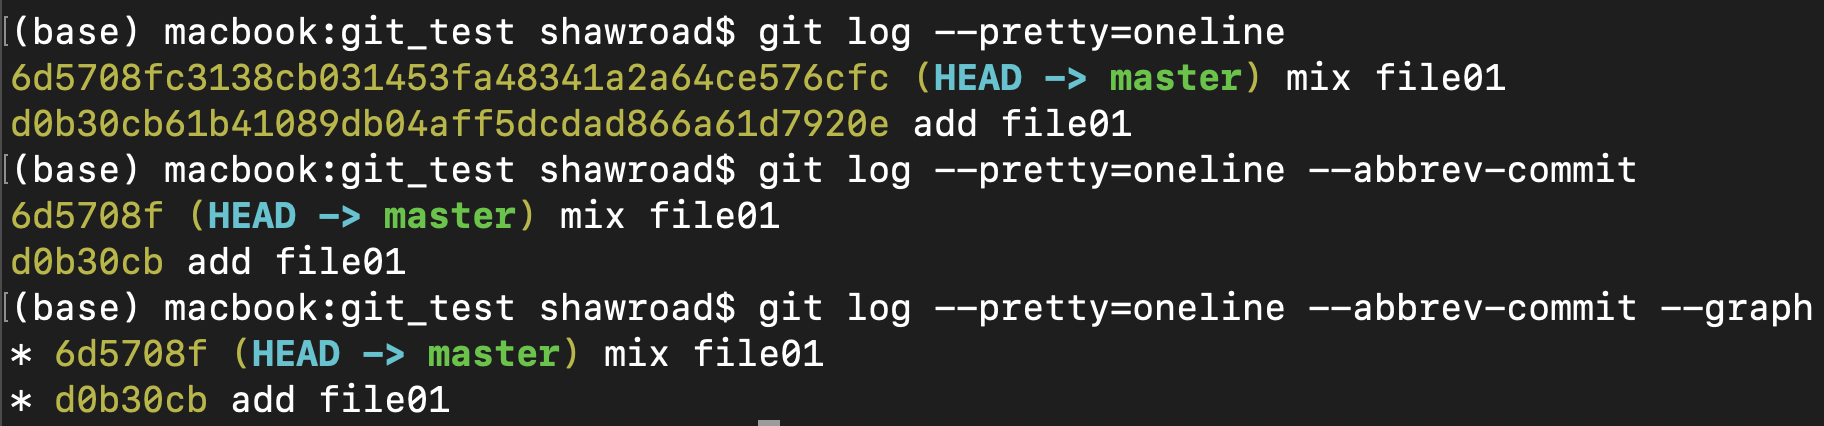 (base) macbook:git_test shawroad$ git log --pretty=oneline
6d5708fc3138cb031453fa48341a2a64ce576cfc (HEAD -> master) mix file01
d0b30cb61b41089db04aff5dcdad866a61d7920e add file01
(base) macbook:git_test shawroad$ git log --pretty=oneline --abbrev-commit
6d5708f (HEAD -> master) mix file01
d0b30cb add file01
(base) macbook:git_test shawroad$ git log --pretty=oneline --abbrev-commit --graph
* 6d5708f (HEAD -> master) mix file01
* d0b30cb add file01